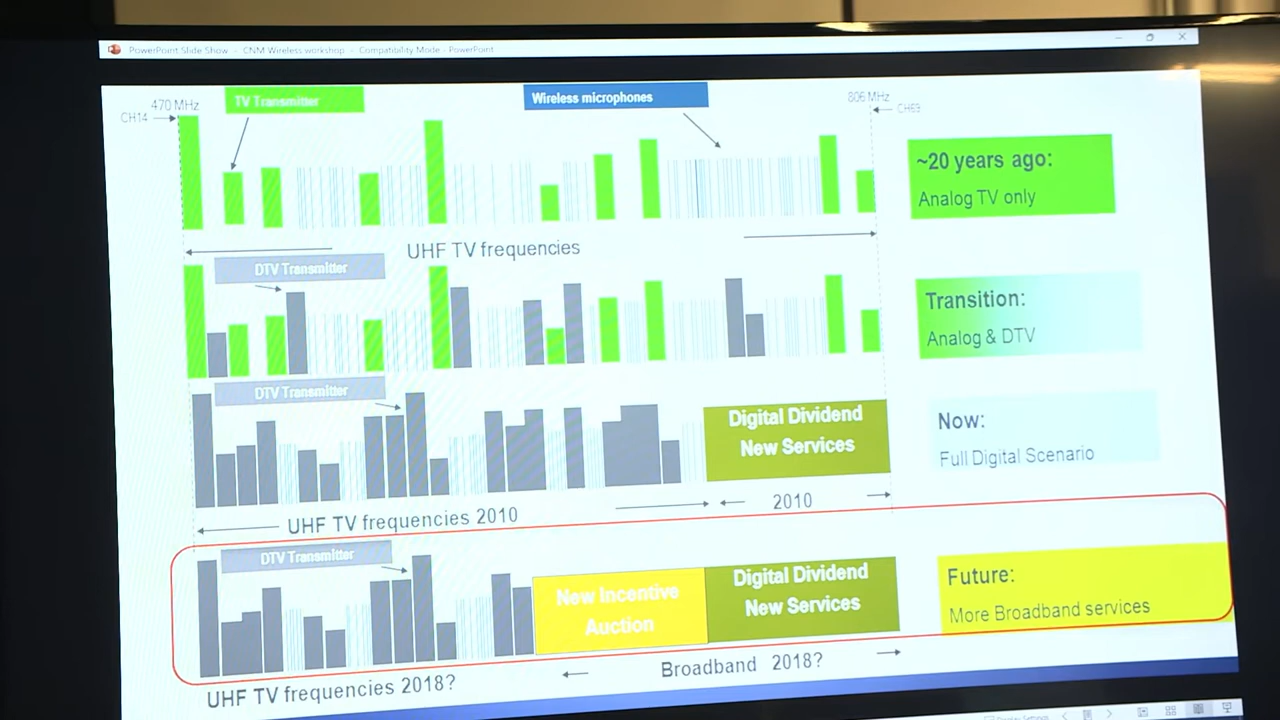 PowerPoint Slide Show - CNM Wireless workshop - Compatibility Mode - PowerPoint
470 MHz
TV Transmitter
Wireless microphones
806 MHz
CH14
CH69
~20 years ago:
Analog TV only
UHF TV frequencies
DTV Transmitter
Transition:
Analog & DTV
DTV Transmitter
Digital Dividend
New Services
Now:
Full Digital Scenario
UHF TV frequencies 2010
2010
DTV Transmitter
New Incentive
Auction
Digital Dividend
New Services
Future:
More Broadband services
UHF TV frequencies 2018?
Broadband 2018?
Display Settings